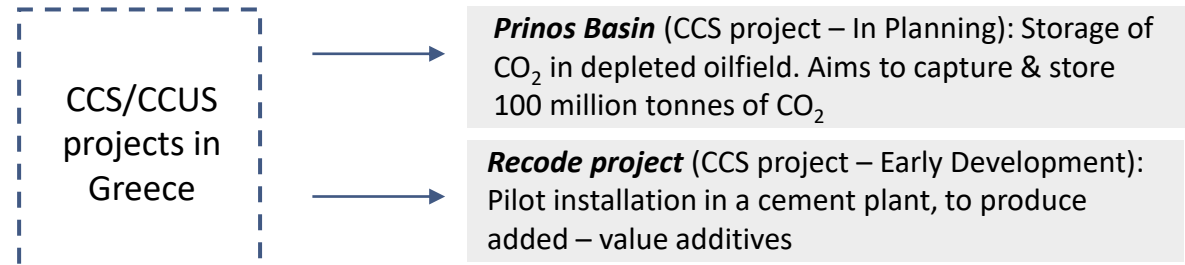 CCS/CCUS
projects in
Greece
Prinos Basin (CCS project – In Planning): Storage of
CO₂ in depleted oilfield. Aims to capture & store
100 million tonnes of CO₂
Recode project (CCS project – Early Development):
Pilot installation in a cement plant, to produce
added – value additives